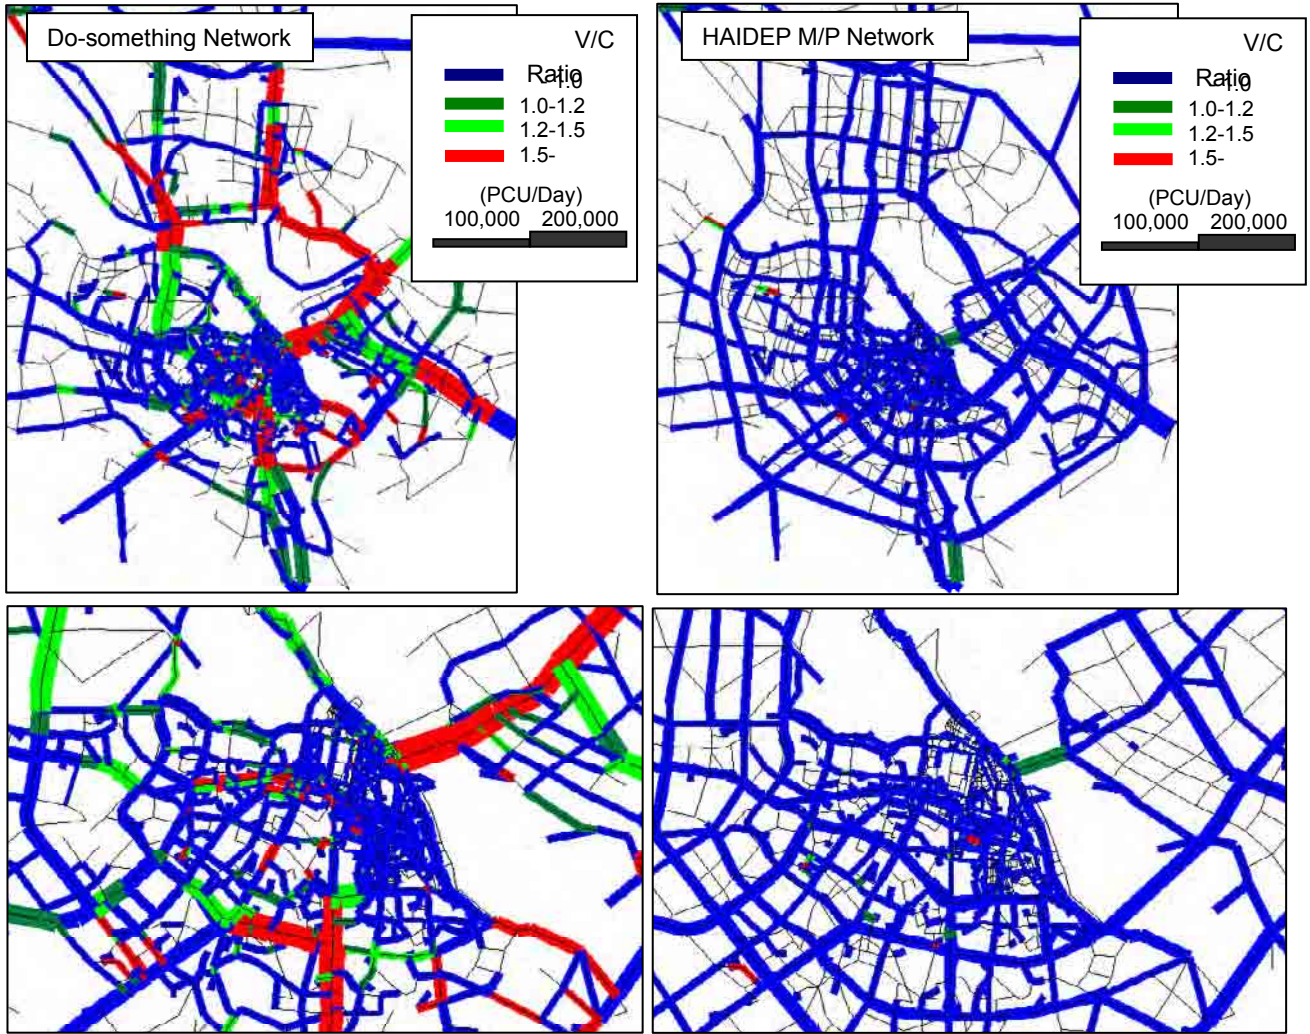 Do-something Network
V/C
Ratio
-1.0
1.0-1.2
1.2-1.5
1.5-
(PCU/Day)
100,000 200,000
HAIDEP M/P Network
V/C
Ratio
-1.0
1.0-1.2
1.2-1.5
1.5-
(PCU/Day)
100,000 200,000